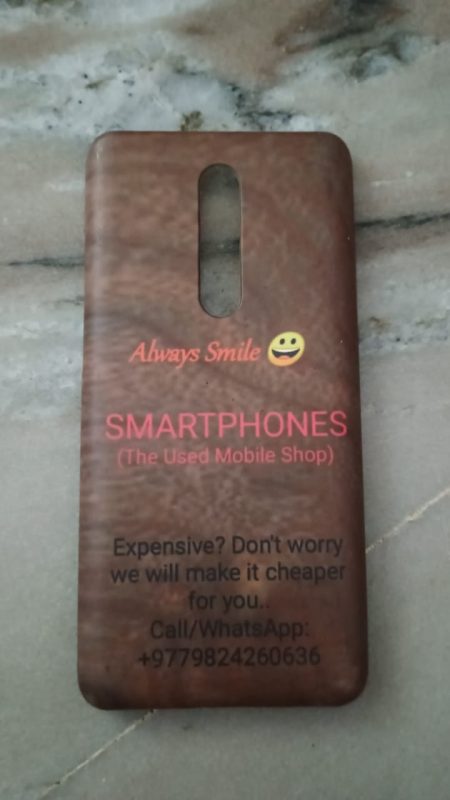 Always Smile 😀
SMARTPHONES
(The Used Mobile Shop)
Expensive? Don't worry
we will make it cheaper
for you..
Call/WhatsApp:
+9779824260636